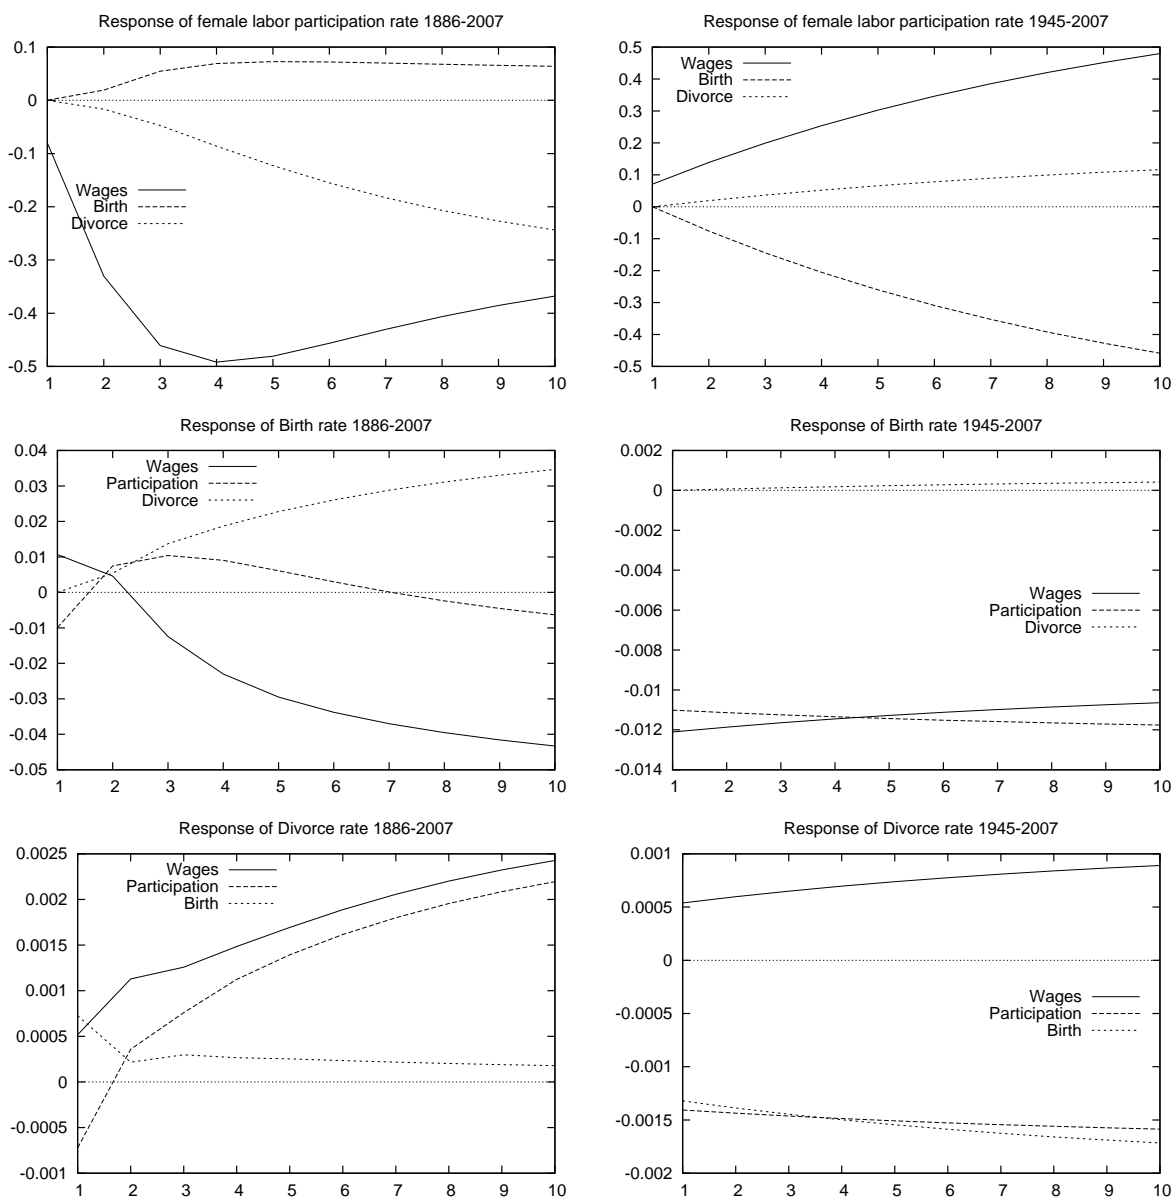 Response of female labor participation rate 1886-2007
0.1
0
-0.1
-0.2
-0.3
-0.4
-0.5
1 2 3 4 5 6 7 8 9 10
Wages
Birth
Divorce
Response of female labor participation rate 1945-2007
0.5
0.4
0.3
0.2
0.1
0
-0.1
-0.2
-0.3
-0.4
-0.5
1 2 3 4 5 6 7 8 9 10
Wages
Birth
Divorce
Response of Birth rate 1886-2007
0.04
0.03
0.02
0.01
0
-0.01
-0.02
-0.03
-0.04
-0.05
1 2 3 4 5 6 7 8 9 10
Wages
Participation
Divorce
Response of Birth rate 1945-2007
0.002
0
-0.002
-0.004
-0.006
-0.008
-0.01
-0.012
-0.014
1 2 3 4 5 6 7 8 9 10
Wages
Participation
Divorce
Response of Divorce rate 1886-2007
0.0025
0.002
0.0015
0.001
0.0005
0
-0.0005
-0.001
1 2 3 4 5 6 7 8 9 10
Wages
Participation
Birth
Response of Divorce rate 1945-2007
0.001
0.0005
0
-0.0005
-0.001
-0.0015
-0.002
1 2 3 4 5 6 7 8 9 10
Wages
Participation
Birth